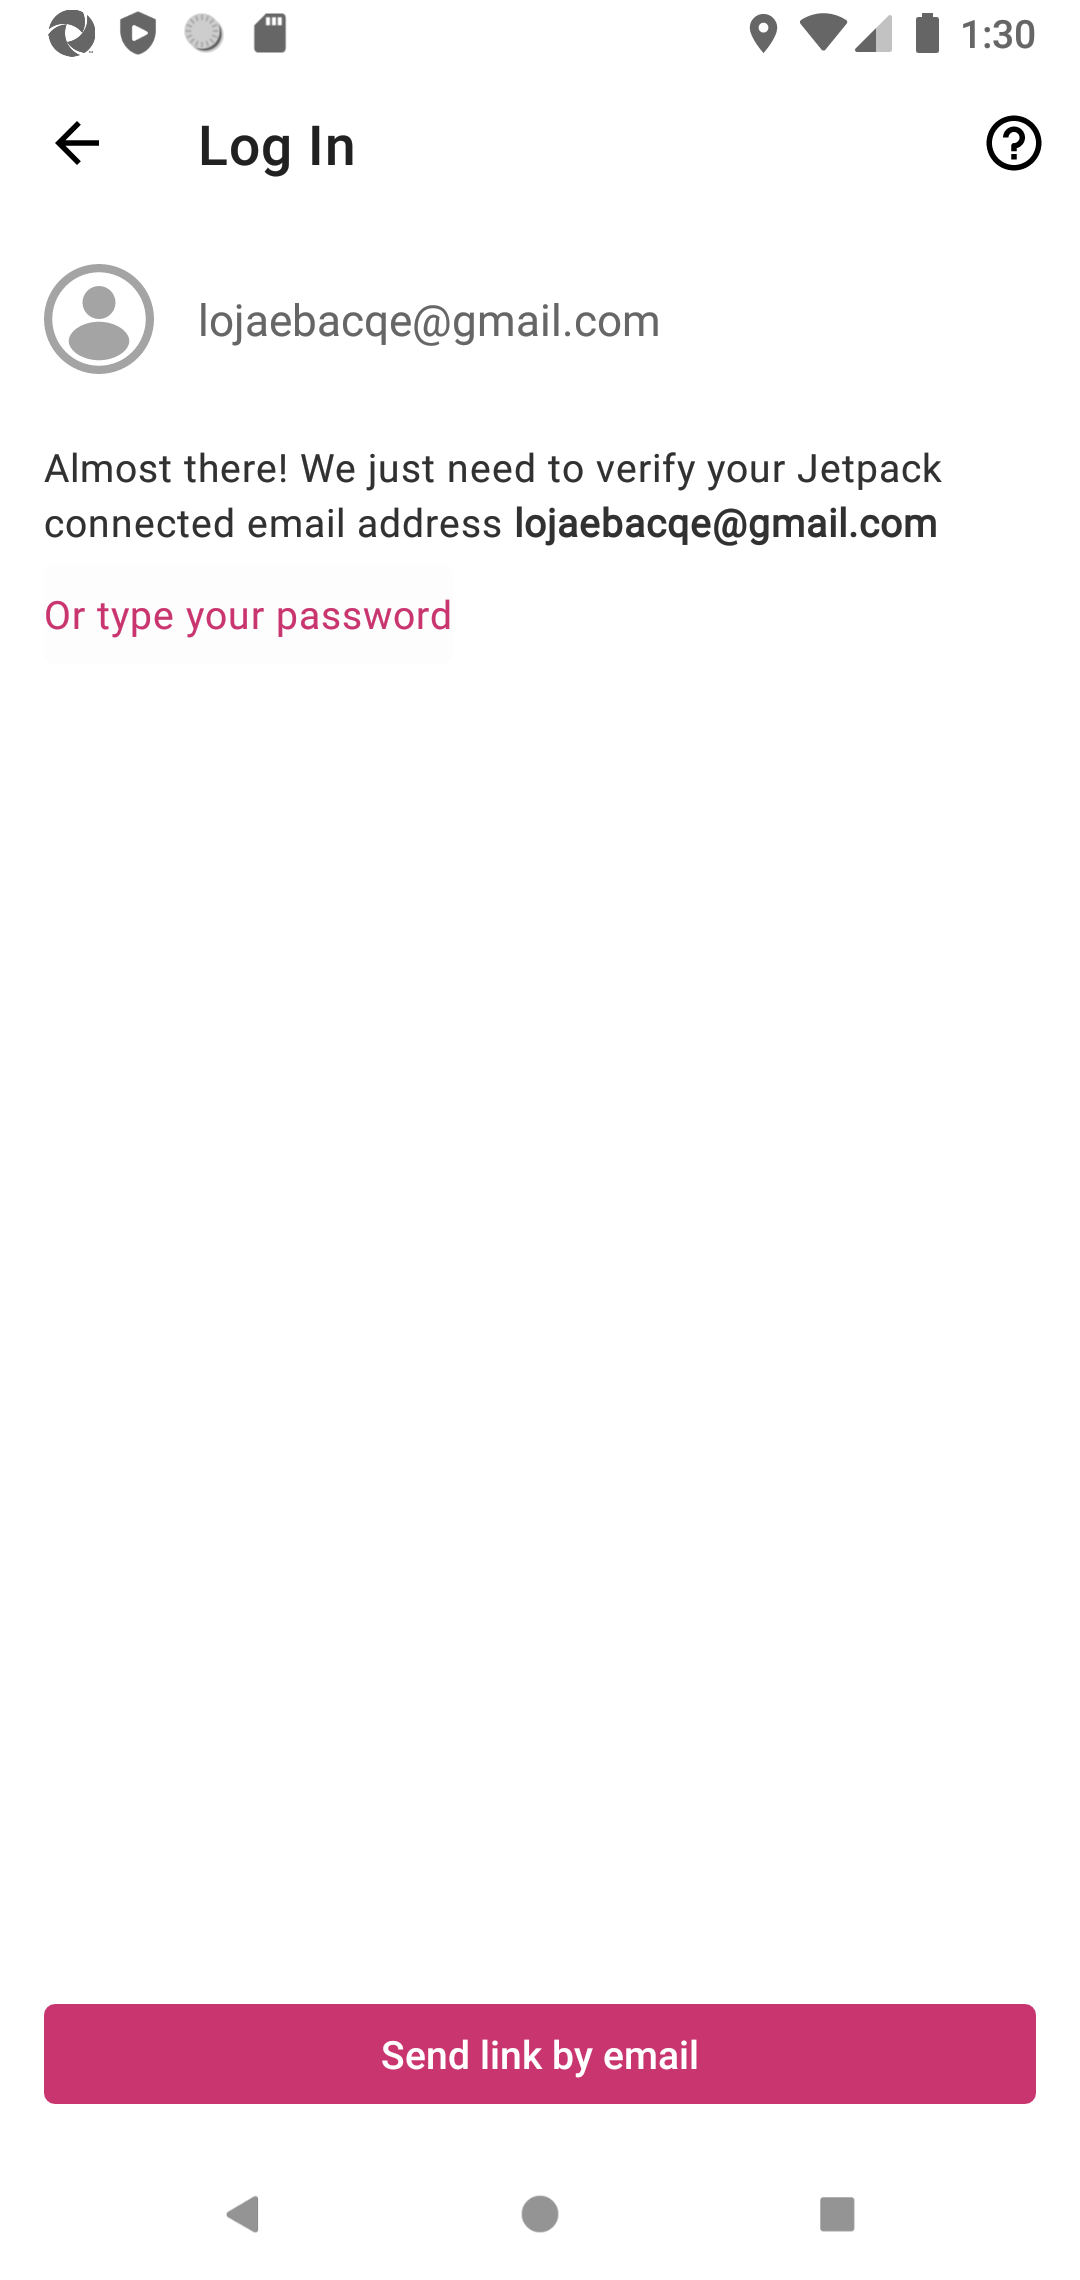 1:30
Log In
lojaebacqe@gmail.com
Almost there! We just need to verify your Jetpack
connected email address lojaebacqe@gmail.com
Or type your password
Send link by email